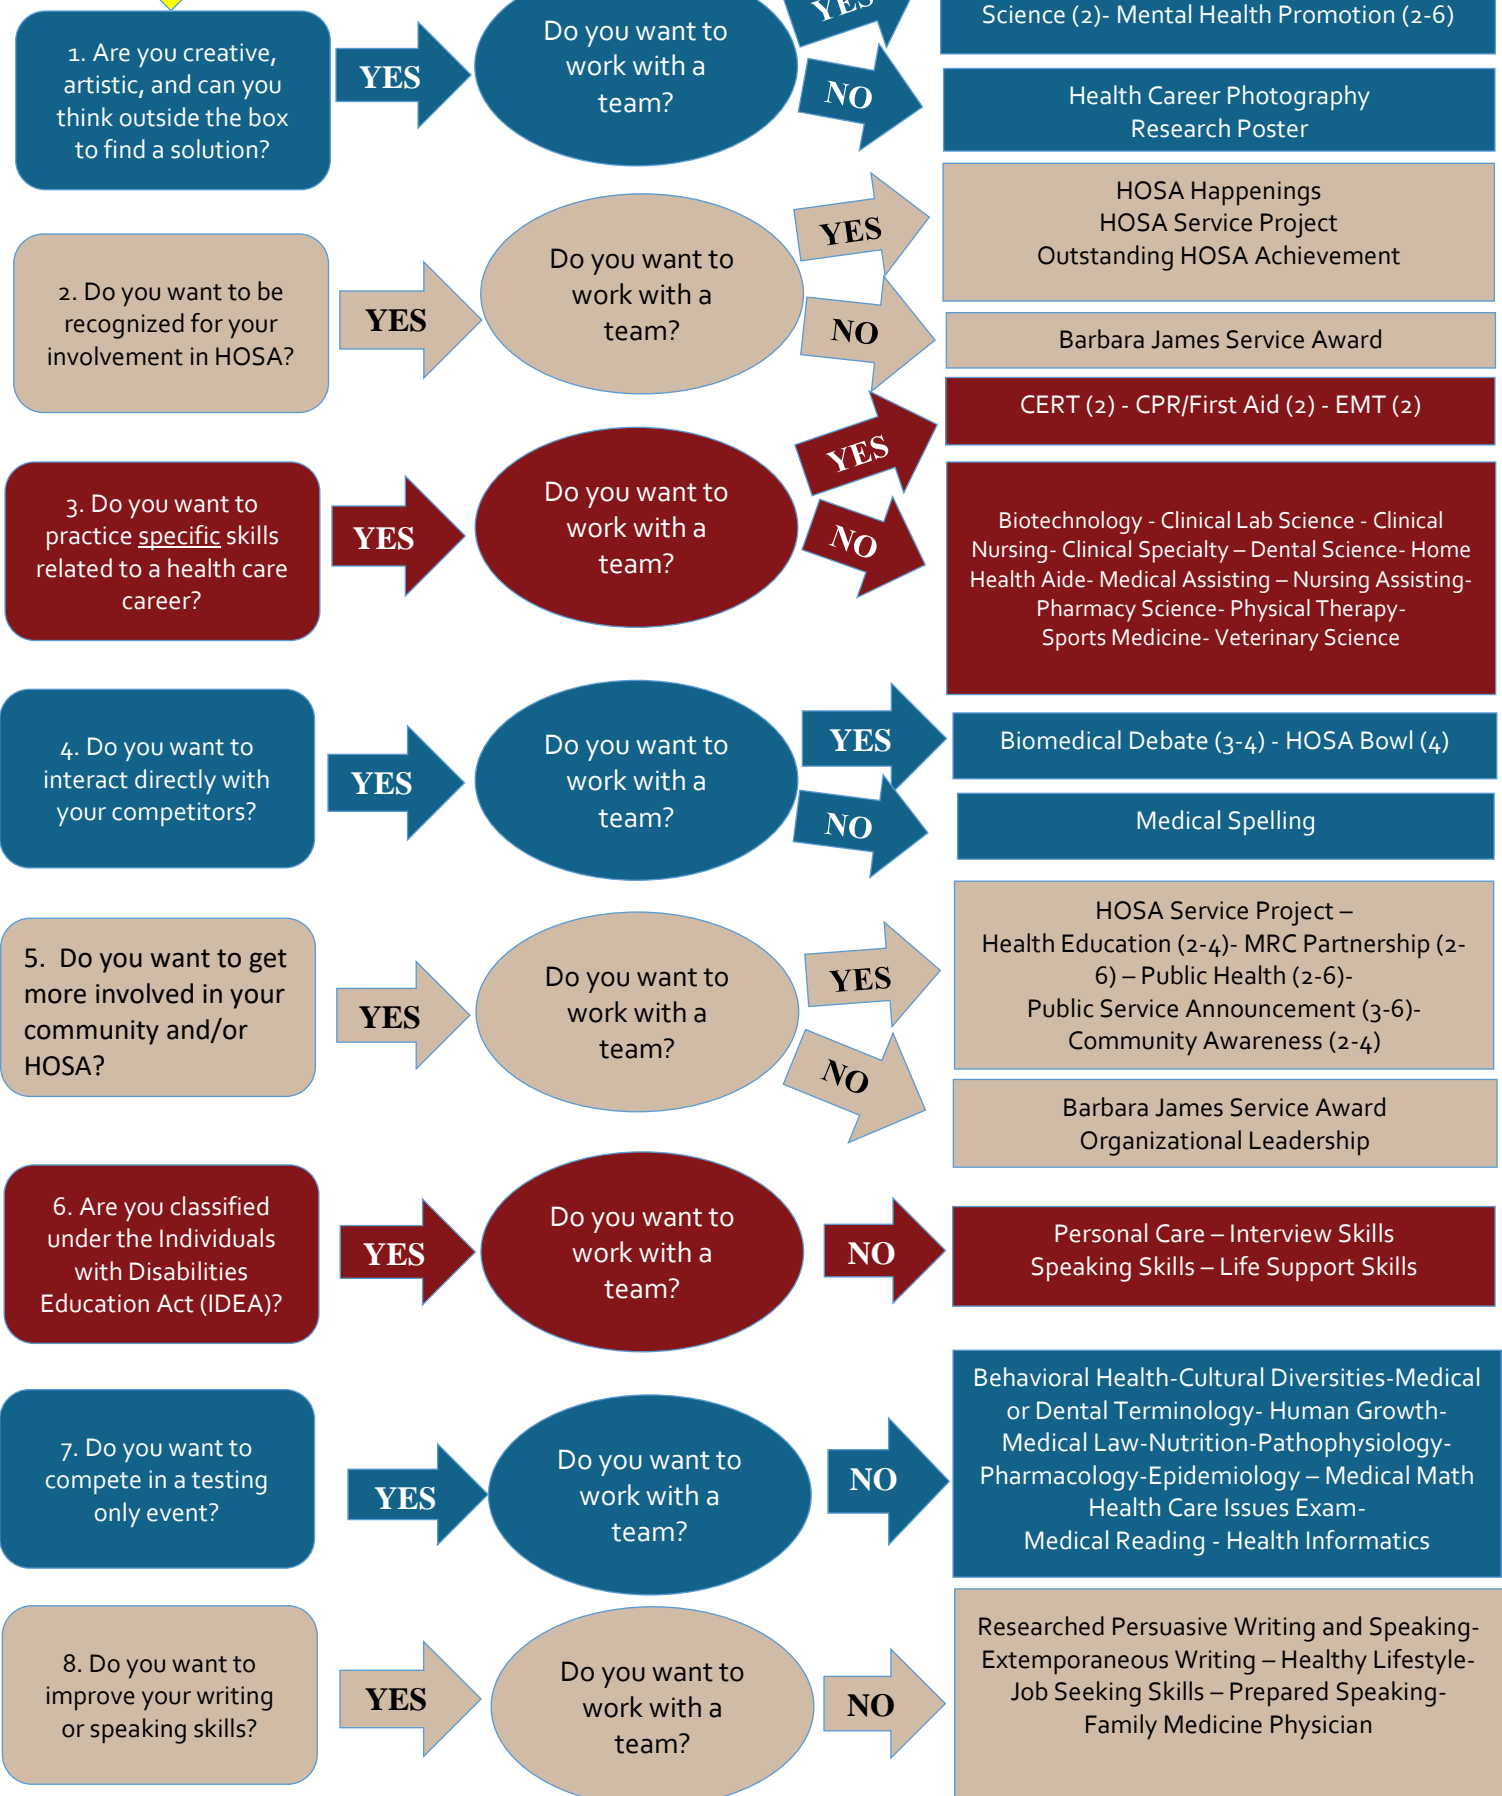 1. Are you creative,
artistic, and can you
think outside the box
to find a solution?
YES
Do you want to
work with a
team?
YES
Science (2)- Mental Health Promotion (2-6)
NO
Health Career Photography
Research Poster
2. Do you want to be
recognized for your
involvement in HOSA?
YES
Do you want to
work with a
team?
YES
HOSA Happenings
HOSA Service Project
Outstanding HOSA Achievement
NO
Barbara James Service Award
3. Do you want to
practice specific skills
related to a health care
career?
YES
Do you want to
work with a
team?
YES
CERT (2) - CPR/First Aid (2) - EMT (2)
NO
Biotechnology - Clinical Lab Science - Clinical
Nursing- Clinical Specialty – Dental Science- Home
Health Aide- Medical Assisting – Nursing Assisting-
Pharmacy Science- Physical Therapy-
Sports Medicine- Veterinary Science
4. Do you want to
interact directly with
your competitors?
YES
Do you want to
work with a
team?
YES
Biomedical Debate (3-4) - HOSA Bowl (4)
NO
Medical Spelling
5. Do you want to get
more involved in your
community and/or
HOSA?
YES
Do you want to
work with a
team?
YES
HOSA Service Project –
Health Education (2-4)- MRC Partnership (2-
6) – Public Health (2-6)-
Public Service Announcement (3-6)-
Community Awareness (2-4)
NO
Barbara James Service Award
Organizational Leadership
6. Are you classified
under the Individuals
with Disabilities
Education Act (IDEA)?
YES
Do you want to
work with a
team?
NO
Personal Care – Interview Skills
Speaking Skills – Life Support Skills
7. Do you want to
compete in a testing
only event?
YES
Do you want to
work with a
team?
NO
Behavioral Health-Cultural Diversities-Medical
or Dental Terminology- Human Growth-
Medical Law-Nutrition-Pathophysiology-
Pharmacology-Epidemiology – Medical Math
Health Care Issues Exam-
Medical Reading - Health Informatics
8. Do you want to
improve your writing
or speaking skills?
YES
Do you want to
work with a
team?
NO
Researched Persuasive Writing and Speaking-
Extemporaneous Writing – Healthy Lifestyle-
Job Seeking Skills – Prepared Speaking-
Family Medicine Physician